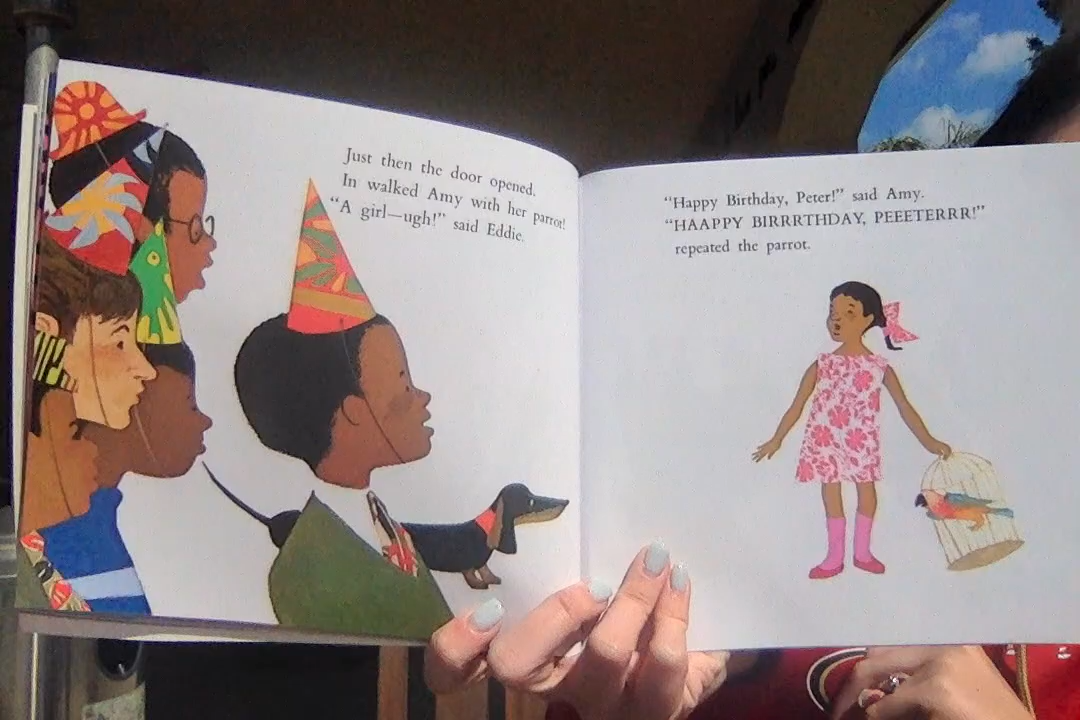 Just then the door opened.
In walked Amy with her parrot!
“A girl—ugh!” said Eddie.
“Happy Birthday, Peter!” said Amy.
“HAAPPY BIRRRTHDAY, PEEETERRR!”
repeated the parrot.